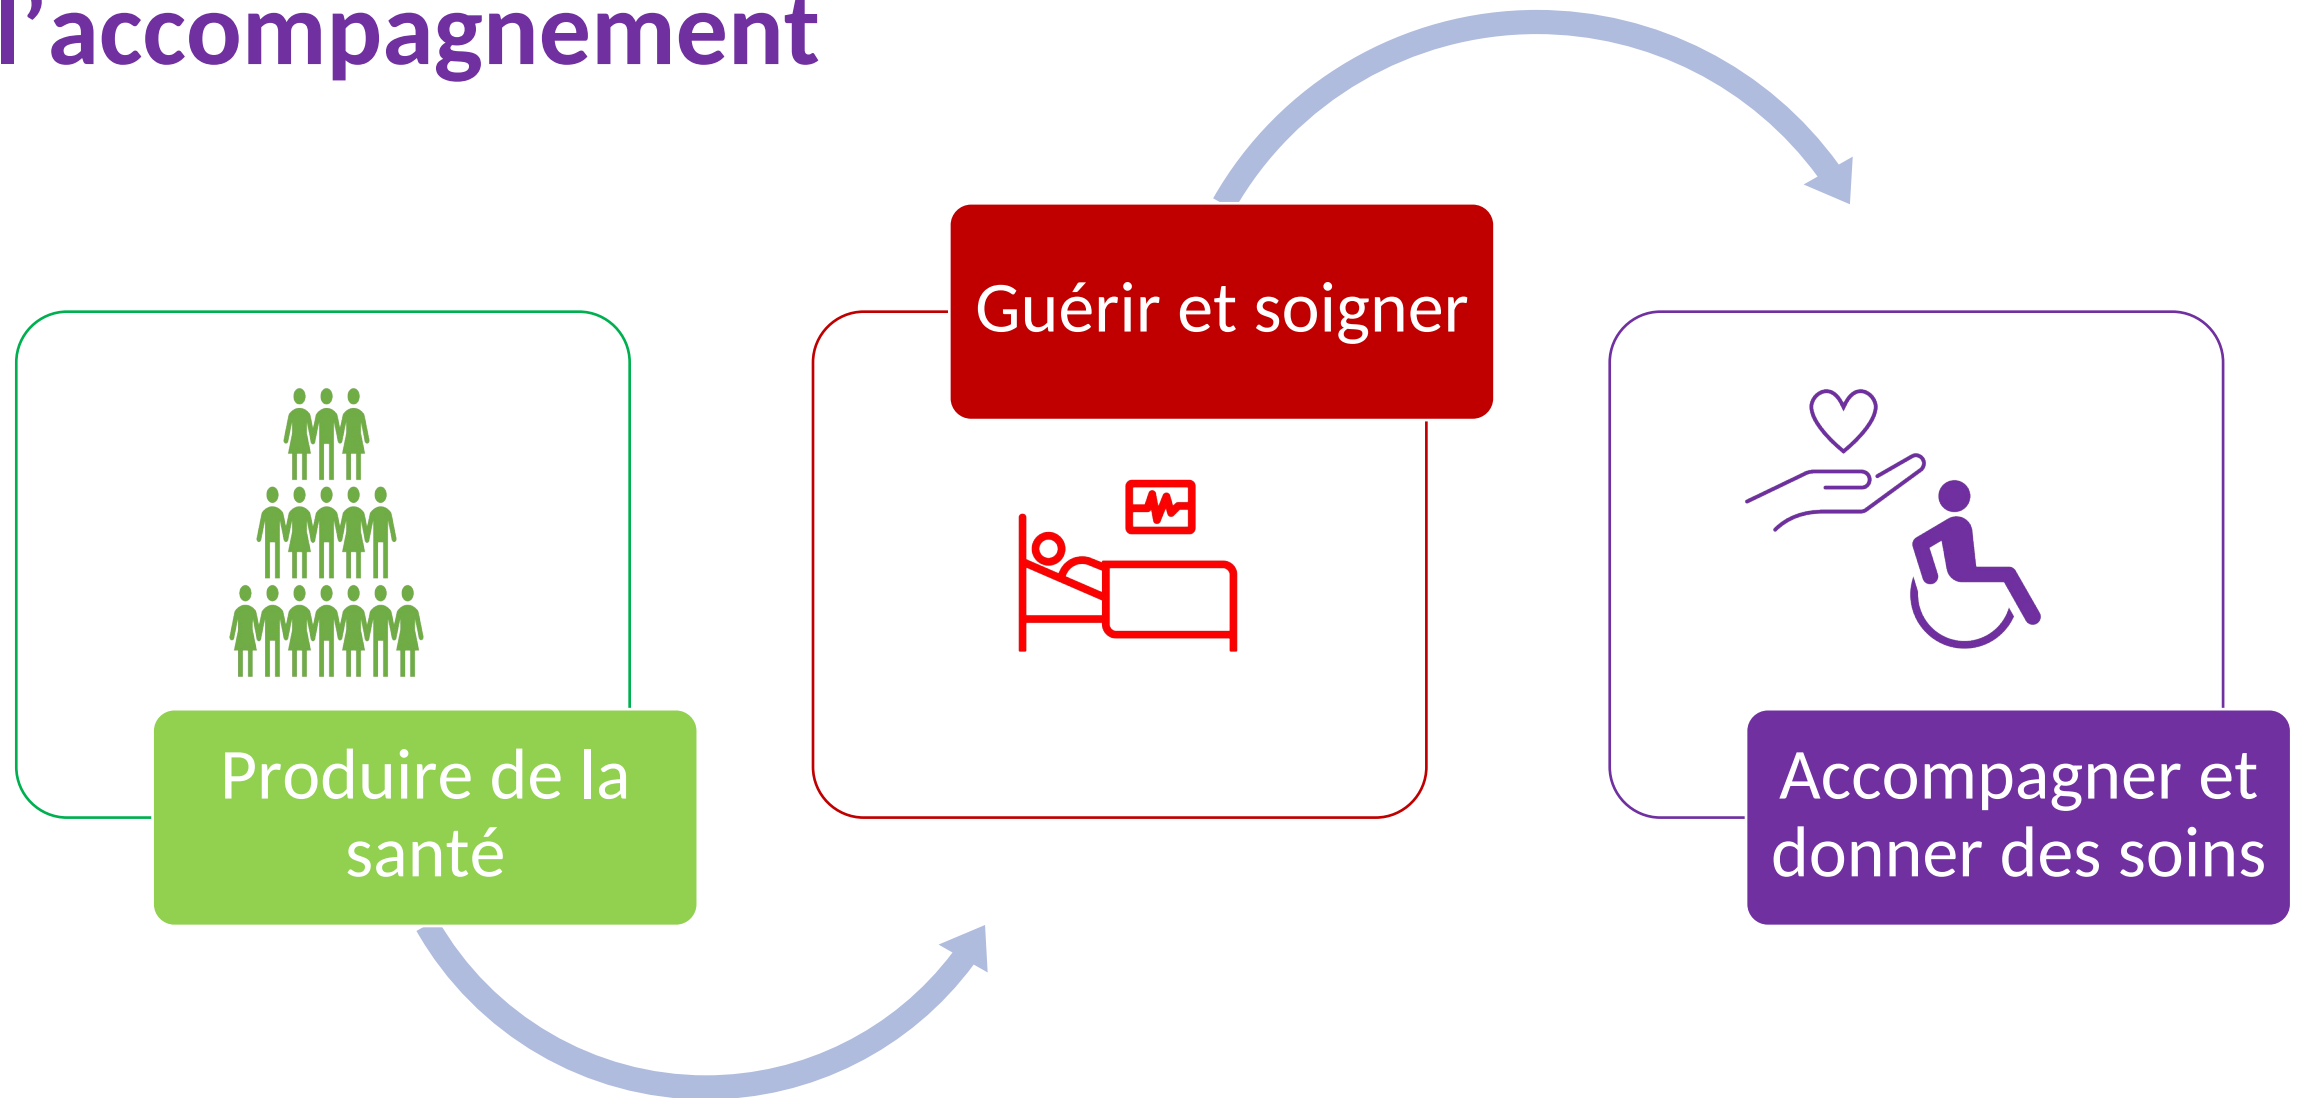 l’accompagnement
Guérir et soigner
Produire de la
santé
Accompagner et
donner des soins